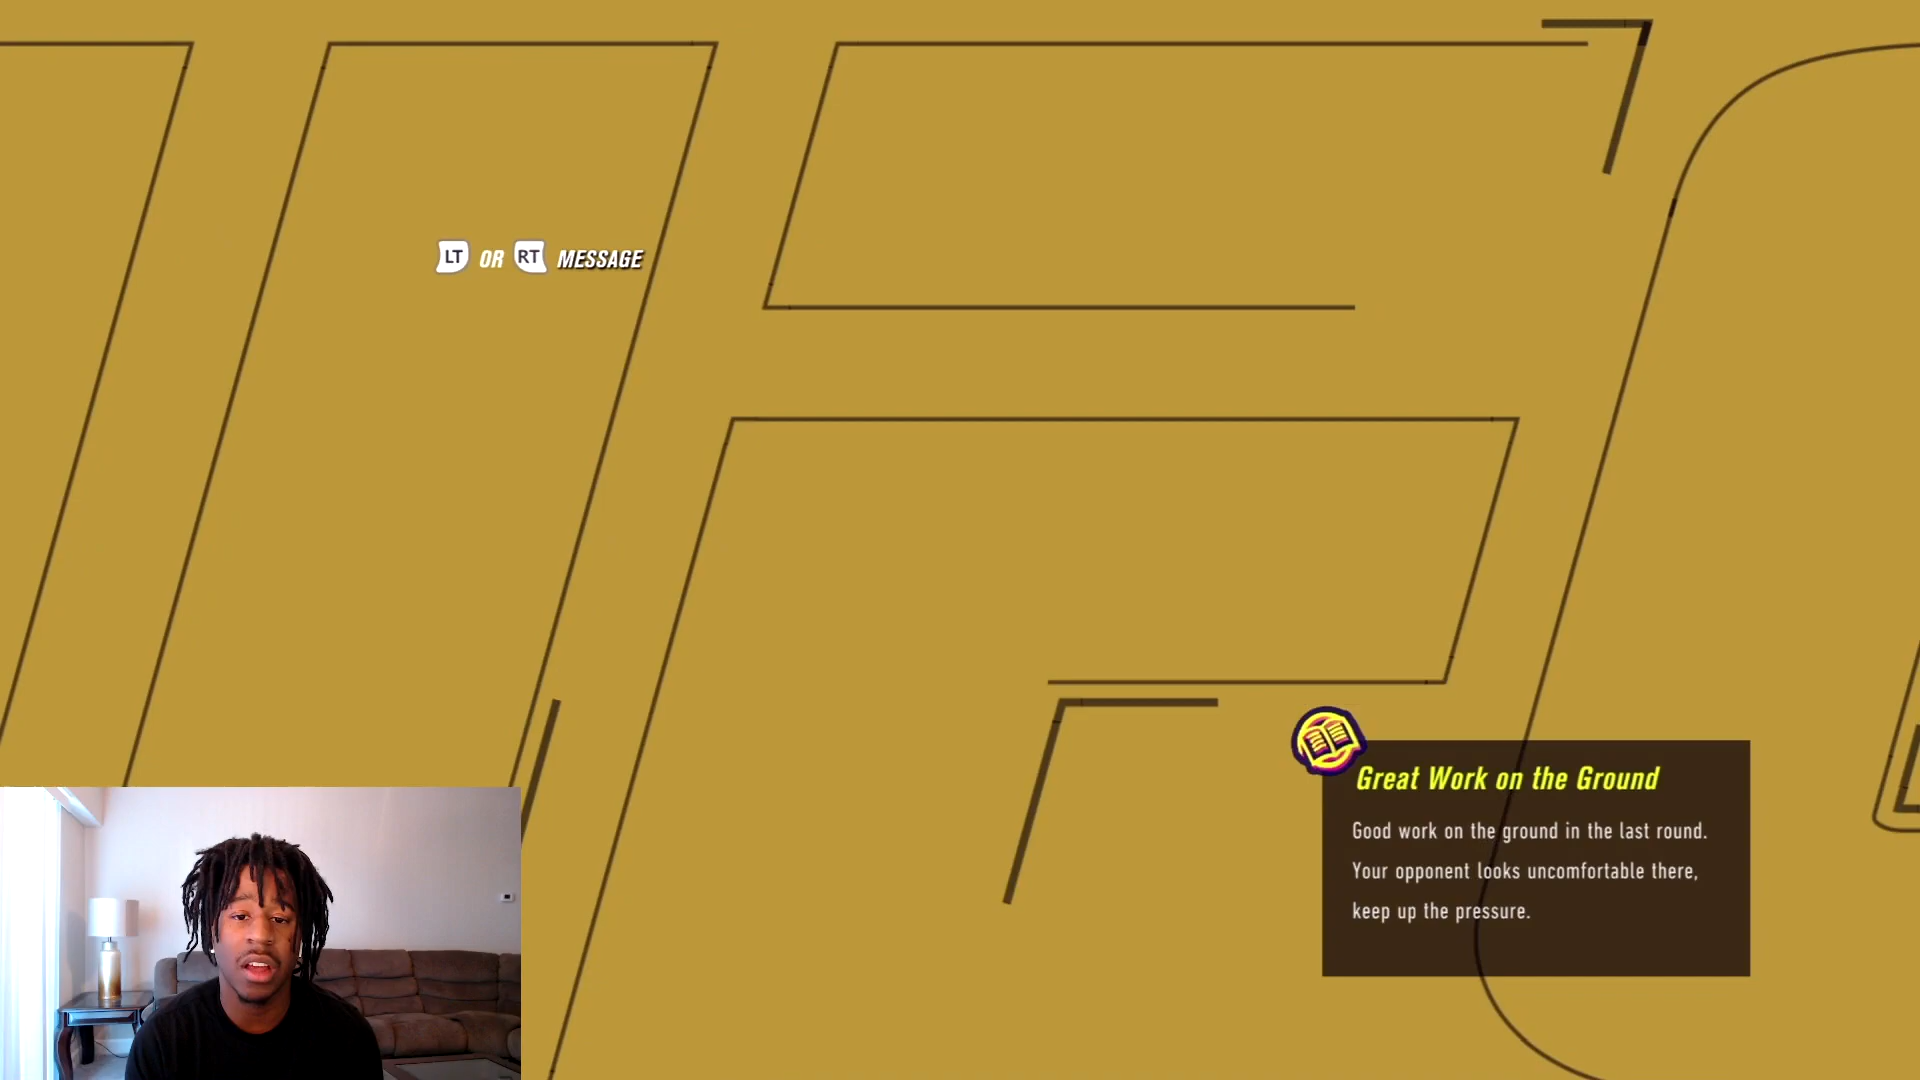 LT OR RT MESSAGE
Great Work on the Ground
Good work on the ground in the last round.
Your opponent looks uncomfortable there,
keep up the pressure.